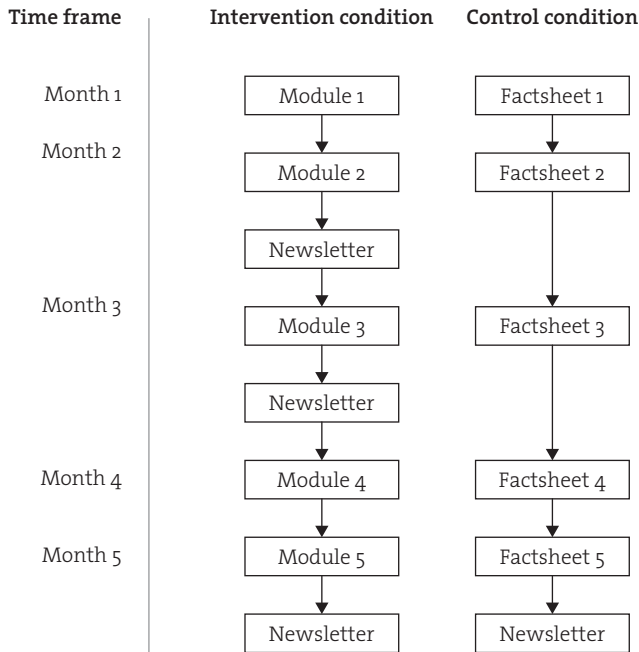 Time frame Intervention condition Control condition
Month 1 Module 1 Factsheet 1
Month 2 Module 2 Factsheet 2
Newsletter
Month 3 Module 3 Factsheet 3
Newsletter
Month 4 Module 4 Factsheet 4
Month 5 Module 5 Factsheet 5
Newsletter Newsletter